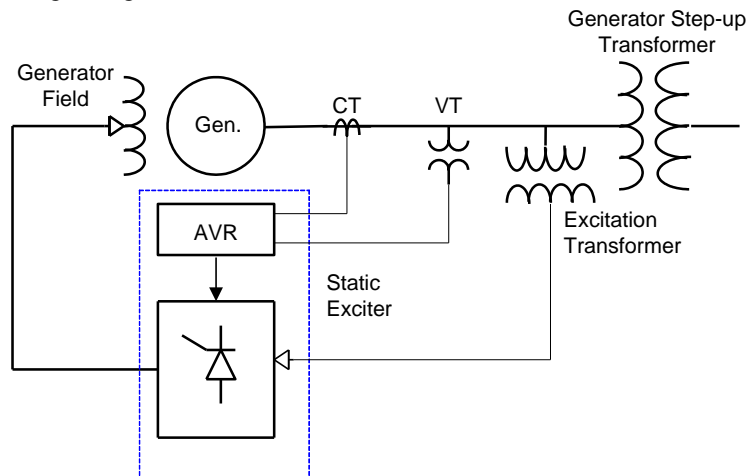 Generator Step-up
Transformer
Generator
Field
CT
VT
Gen.
Excitation
Transformer
AVR
Static
Exciter